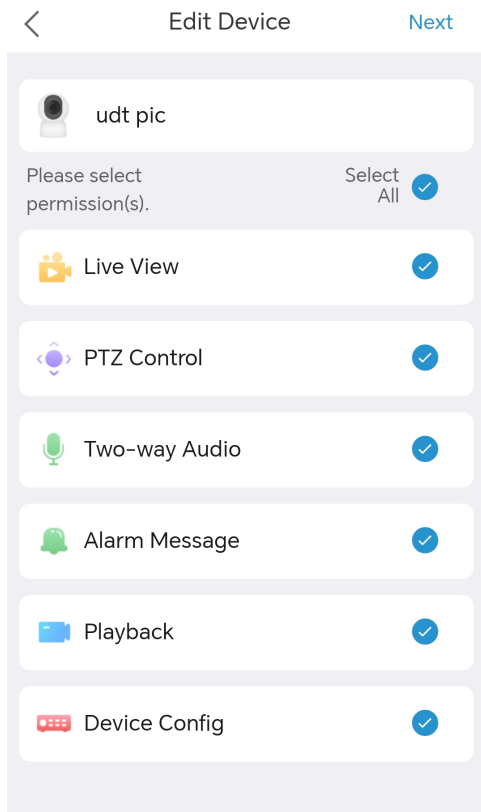 Edit Device
Next
udt pic
Please select
permission(s).
Select
All
Live View
PTZ Control
Two-way Audio
Alarm Message
Playback
Device Config